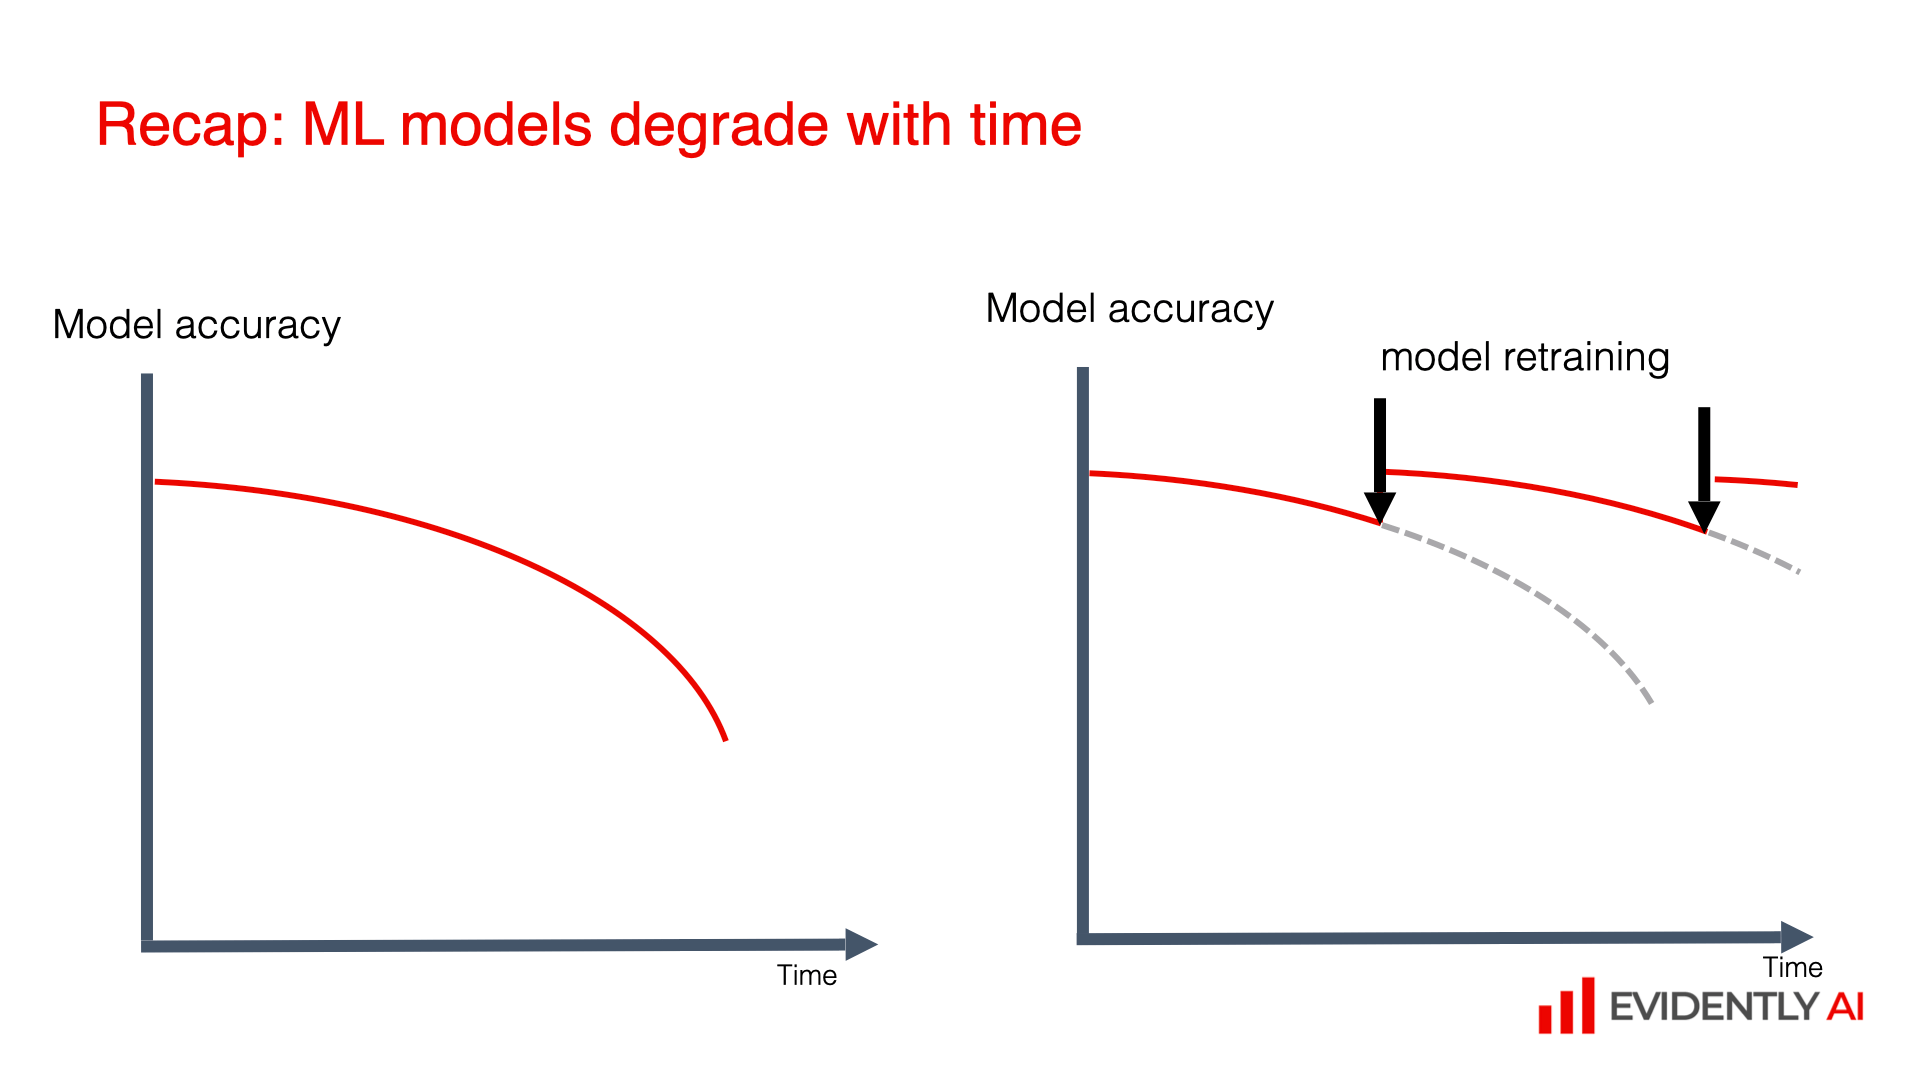 Recap: ML models degrade with time
Model accuracy
Time
Model accuracy
model retraining
Time
EVIDENTLY AI